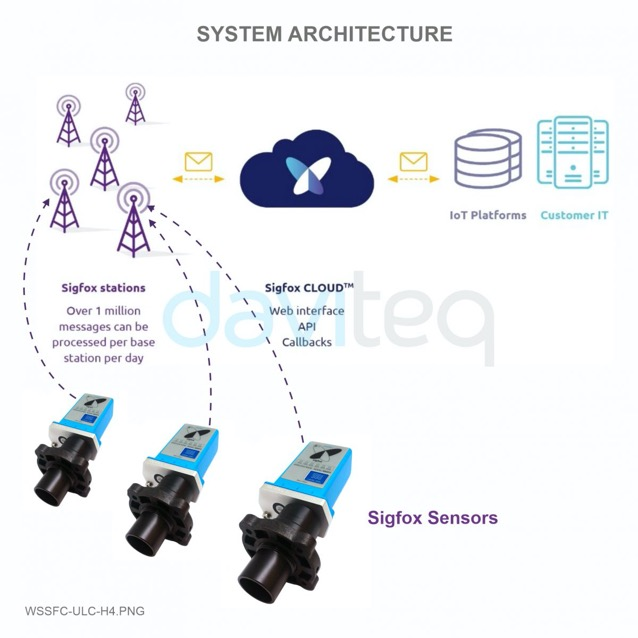 SYSTEM ARCHITECTURE
IoT Platforms
Customer IT
Sigfox stations
Over 1 million
messages can be
processed per base
station per day
Sigfox CLOUD™
Web interface
API
Callbacks
daviteq
Sigfox Sensors
WSSFC-ULC-H4.PNG